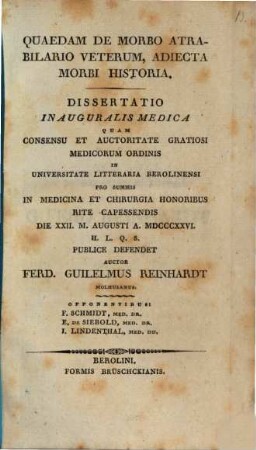 QUAEDAM DE MORBO ATRA-
BILARIO VETERUM, ADIECTA
MORBI HISTORIA.
DISSERTATIO
INAUGURALIS MEDICA
QUAM
CONSENSU ET AUCTORITATE GRATIOSI
MEDICORUM ORDINIS
IN
UNIVERSITATE LITTERARIA BEROLINENSI
PRO SUMMIS
IN MEDICINA ET CHIRURGIA HONORIBUS
RITE CAPESSENDIS
DIE XXII. M. AUGUSTI A. MDCCCXXVI.
H. L. Q. S.
PUBLICE DEFENDET
AUCTOR
FERD. GUILELMUS REINHARDT
OPPONENTIBUS:
F. SCHMIDT, MED. DR.
E. DE SIEBOLD, MED. DR.
I. LINDENTHAL, MED. DD.
BEROLINI,
FORMIS BRÜSCHCKIANIS.